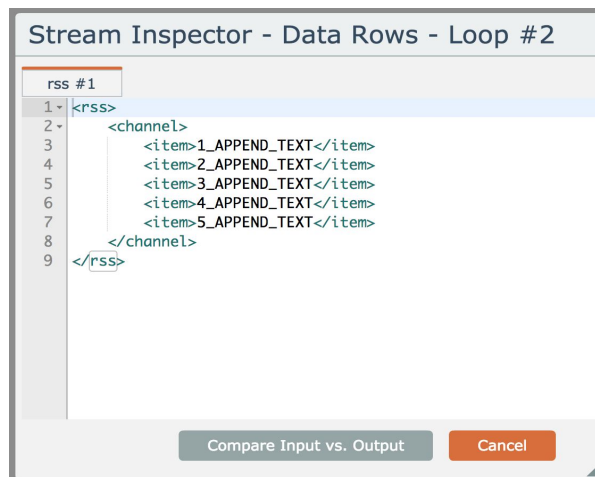 Stream Inspector - Data Rows - Loop #2
rss #1
1 <rss>
2 <channel>
3 <item>1_APPEND_TEXT</item>
4 <item>2_APPEND_TEXT</item>
5 <item>3_APPEND_TEXT</item>
6 <item>4_APPEND_TEXT</item>
7 <item>5_APPEND_TEXT</item>
8 </channel>
9 </rss>
Compare Input vs. Output Cancel